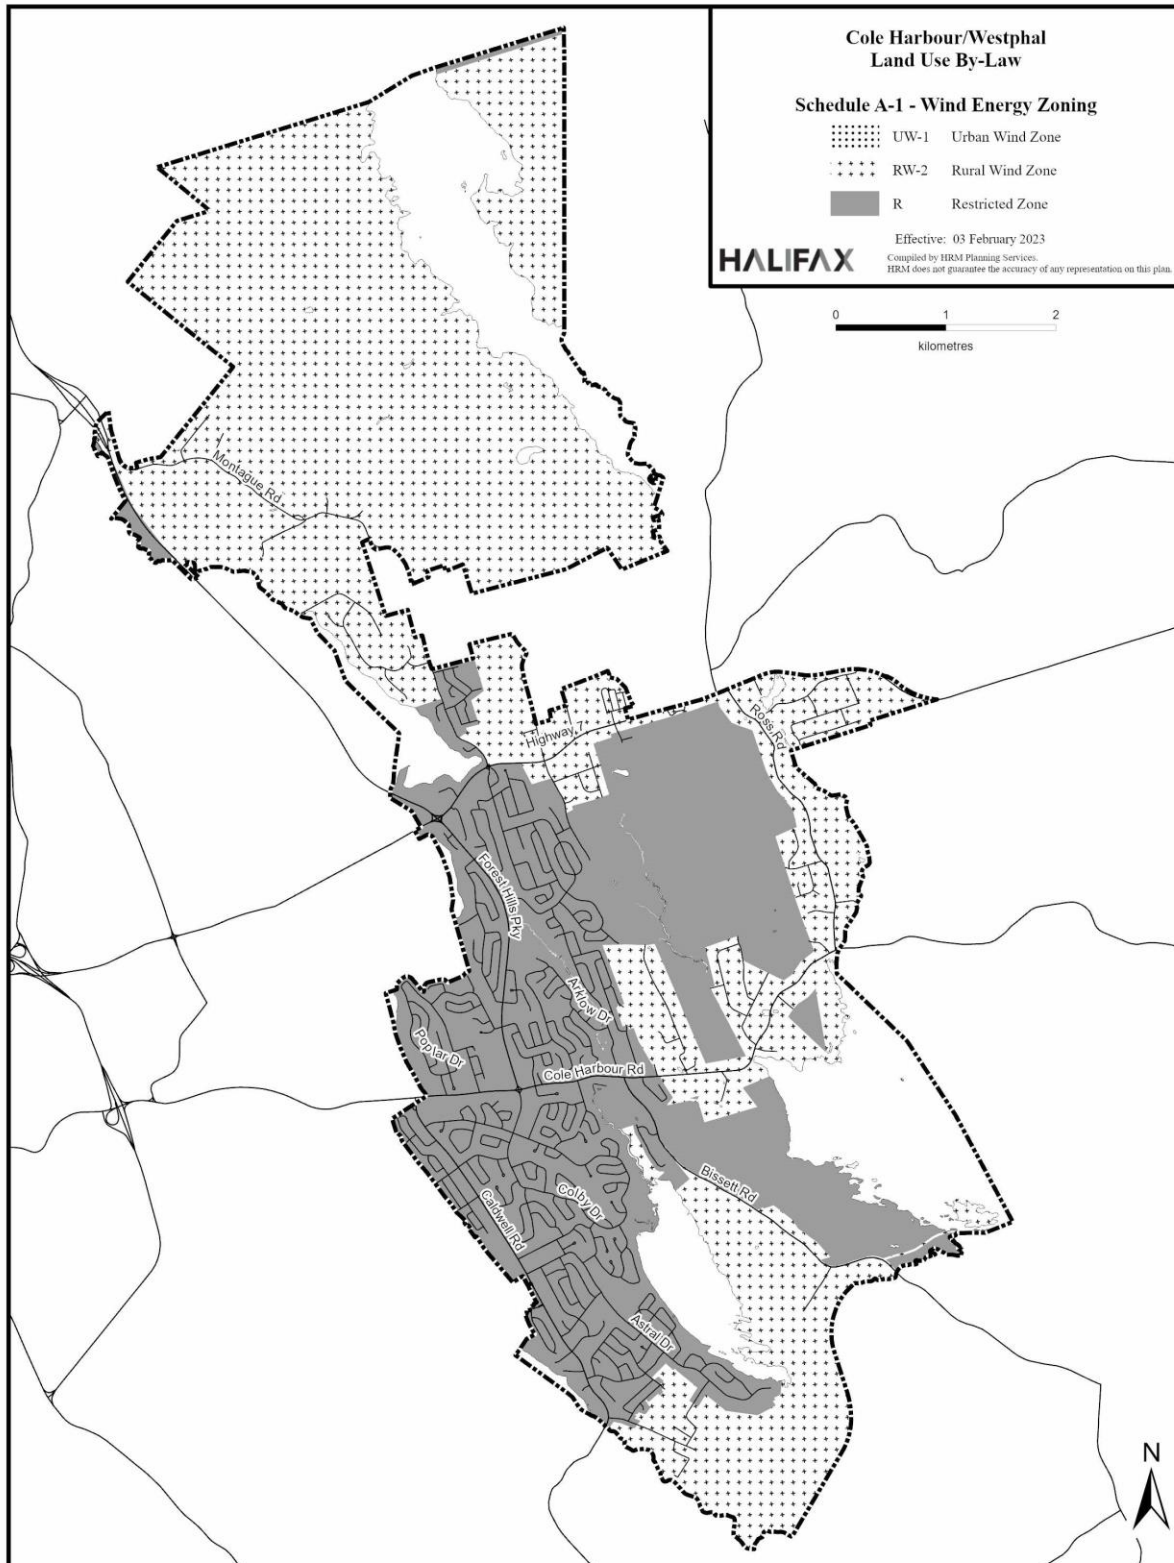 Cole Harbour/Westphal
Land Use By-Law
Schedule A-1 - Wind Energy Zoning
UW-1 Urban Wind Zone
RW-2 Rural Wind Zone
R Restricted Zone
Effective: 03 February 2023
HALIFAX
Compiled by HRM Planning Services.
HRM does not guarantee the accuracy of any representation on this plan.
0 1 2
kilometres
Montague Rd
Highway 7
Ross Rd
Forest Hills Pky
Arklow Dr
Poplar Dr
Cole Harbour Rd
Bissett Rd
Colby Dr
Caldwell Rd
Astral Dr
N